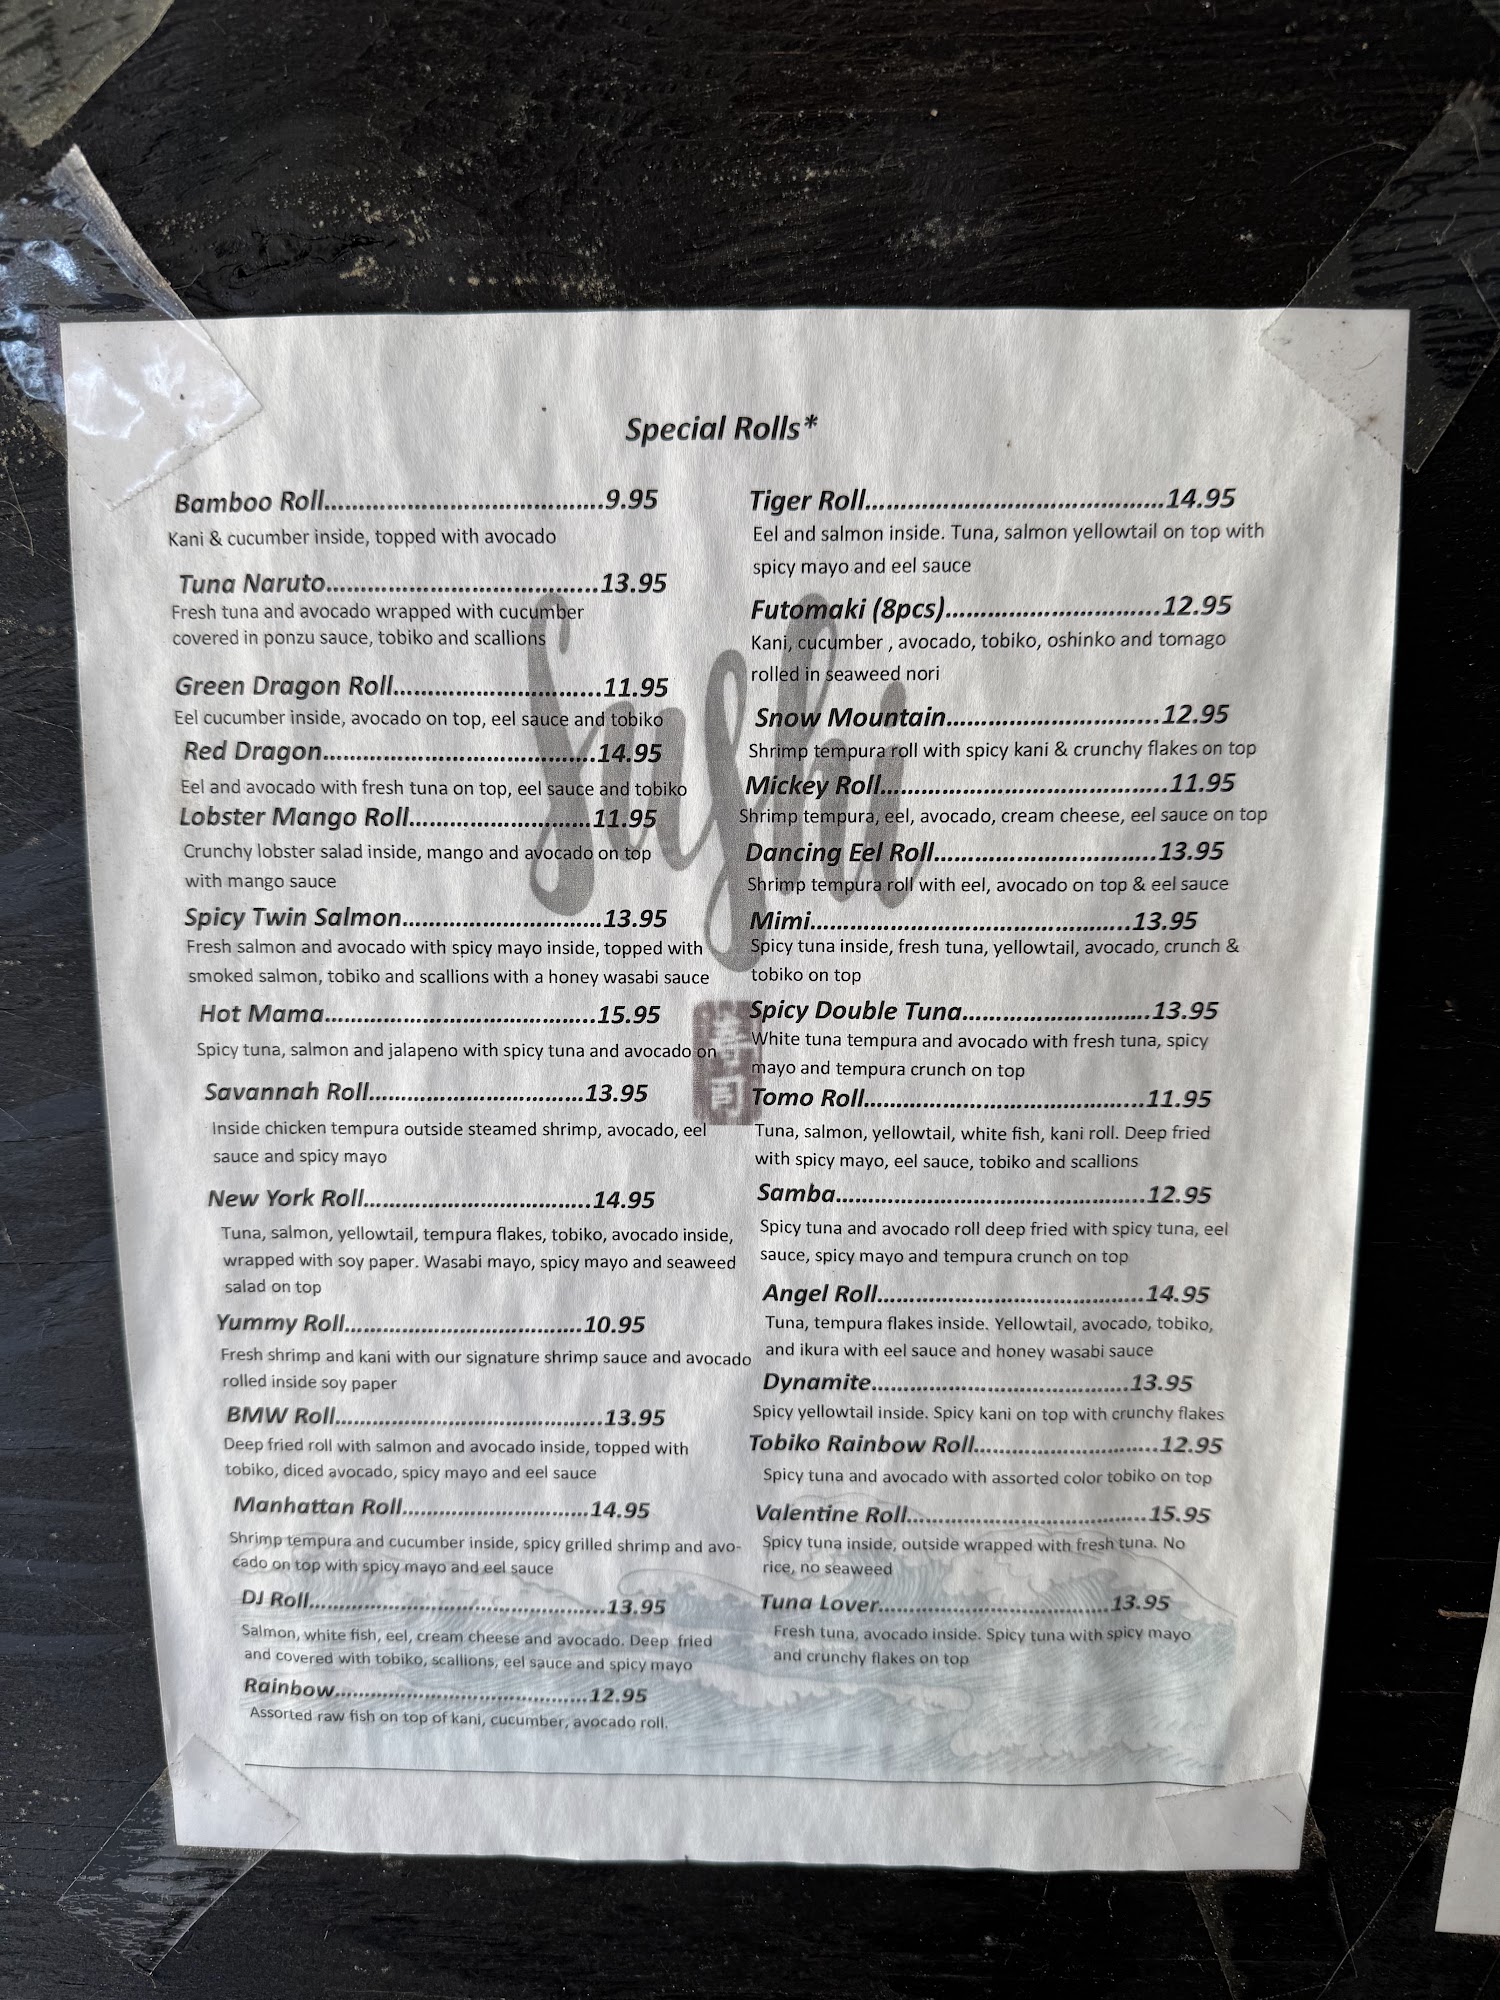 Special Rolls*
Bamboo Roll..........................................9.95
Kani & cucumber inside, topped with avocado
Tuna Naruto.........................................13.95
Fresh tuna and avocado wrapped with cucumber
covered in ponzu sauce, tobiko and scallions
Green Dragon Roll...............................11.95
Eel cucumber inside, avocado on top, eel sauce and tobiko
Red Dragon.........................................14.95
Eel and avocado with fresh tuna on top, eel sauce and tobiko
Lobster Mango Roll...........................11.95
Crunchy lobster salad inside, mango and avocado on top
with mango sauce
Spicy Twin Salmon..............................13.95
Fresh salmon and avocado with spicy mayo inside, topped with
smoked salmon, tobiko and scallions with a honey wasabi sauce
Hot Mama.........................................15.95
Spicy tuna, salmon and jalapeno with spicy tuna and avocado on
Savannah Roll................................13.95
Inside chicken tempura outside steamed shrimp, avocado, eel
sauce and spicy mayo
New York Roll..................................14.95
Tuna, salmon, yellowtail, tempura flakes, tobiko, avocado inside,
wrapped with soy paper. Wasabi mayo, spicy mayo and seaweed
salad on top
Yummy Roll....................................10.95
Fresh shrimp and kani with our signature shrimp sauce and avocado
rolled inside soy paper
BMW Roll........................................13.95
Deep fried roll with salmon and avocado inside, topped with
tobiko, diced avocado, spicy mayo and eel sauce
Manhattan Roll............................14.95
Shrimp tempura and cucumber inside, spicy grilled shrimp and avo-
cado on top with spicy mayo and eel sauce
DJ Roll.............................................13.95
Salmon, white fish, eel, cream cheese and avocado. Deep fried
and covered with tobiko, scallions, eel sauce and spicy mayo
Rainbow......................................12.95
Assorted raw fish on top of kani, cucumber, avocado roll.
Tiger Roll.............................................14.95
Eel and salmon inside. Tuna, salmon yellowtail on top with
spicy mayo and eel sauce
Futomaki (8pcs)................................12.95
Kani, cucumber , avocado, tobiko, oshinko and tomago
rolled in seaweed nori
Snow Mountain................................12.95
Shrimp tempura roll with spicy kani & crunchy flakes on top
Mickey Roll...........................................11.95
Shrimp tempura, eel, avocado, cream cheese, eel sauce on top
Dancing Eel Roll..................................13.95
Shrimp tempura roll with eel, avocado on top & eel sauce
Mimi................................................13.95
Spicy tuna inside, fresh tuna, yellowtail, avocado, crunch &
tobiko on top
Spicy Double Tuna............................13.95
White tuna tempura and avocado with fresh tuna, spicy
mayo and tempura crunch on top
Tomo Roll..........................................11.95
Tuna, salmon, yellowtail, white fish, kani roll. Deep fried
with spicy mayo, eel sauce, tobiko and scallions
Samba..............................................12.95
Spicy tuna and avocado roll deep fried with spicy tuna, eel
sauce, spicy mayo and tempura crunch on top
Angel Roll........................................14.95
Tuna, tempura flakes inside. Yellowtail, avocado, tobiko,
and ikura with eel sauce and honey wasabi sauce
Dynamite.......................................13.95
Spicy yellowtail inside. Spicy kani on top with crunchy flakes
Tobiko Rainbow Roll...........................12.95
Spicy tuna and avocado with assorted color tobiko on top
Valentine Roll....................................15.95
Spicy tuna inside, outside wrapped with fresh tuna. No
rice, no seaweed
Tuna Lover...................................13.95
Fresh tuna, avocado inside. Spicy tuna with spicy mayo
and crunchy flakes on top
Sushi